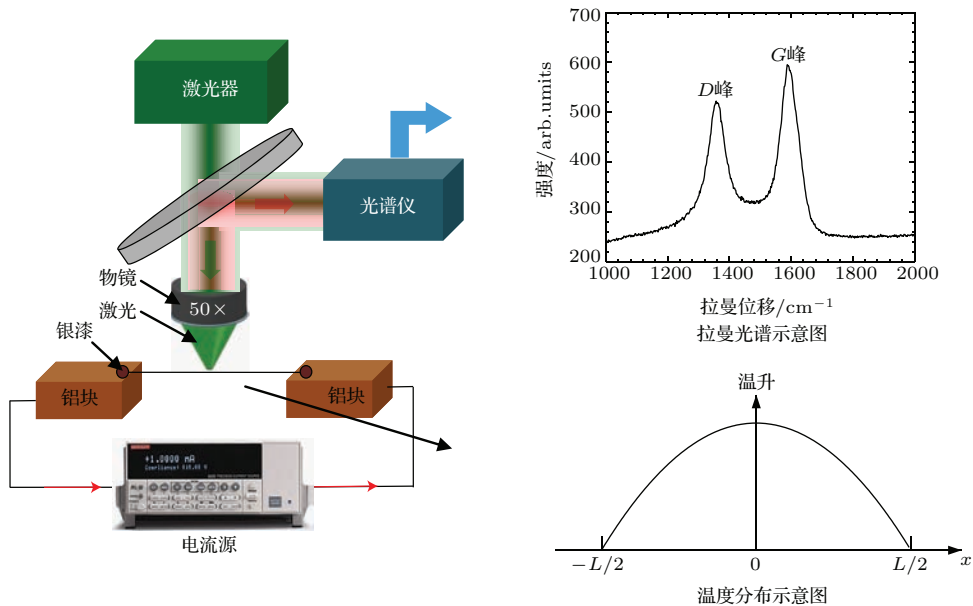 激光器
光谱仪
物镜
50×
激光
银漆
铝块
铝块
+1.0000 mA
电流源
700
600
500
400
300
200
强度/arb.umits
D峰
G峰
1000
1200
1400
1600
1800
2000
拉曼位移/cm⁻¹
拉曼光谱示意图
温升
-L/2
0
L/2
x
温度分布示意图